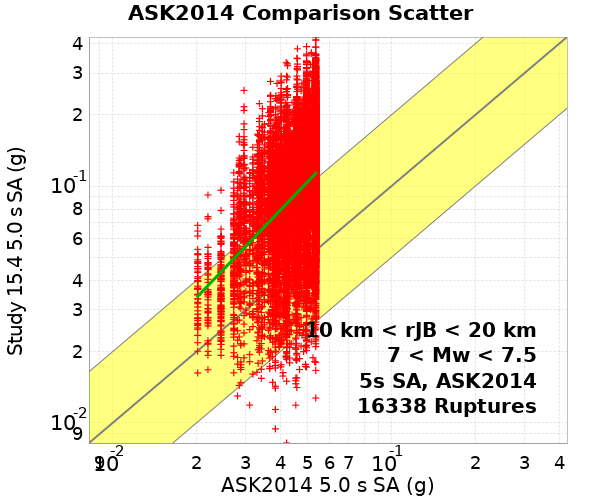 ASK2014 Comparison Scatter
Study 15.4 5.0 s SA (g)
4
3
2
10-1
8
6
4
3
2
10-2
9
10 km < rJB < 20 km
7 < Mw < 7.5
5s SA, ASK2014
16338 Ruptures
9 10-2 2 3 4 5 6 7 10-1 2 3 4
ASK2014 5.0 s SA (g)